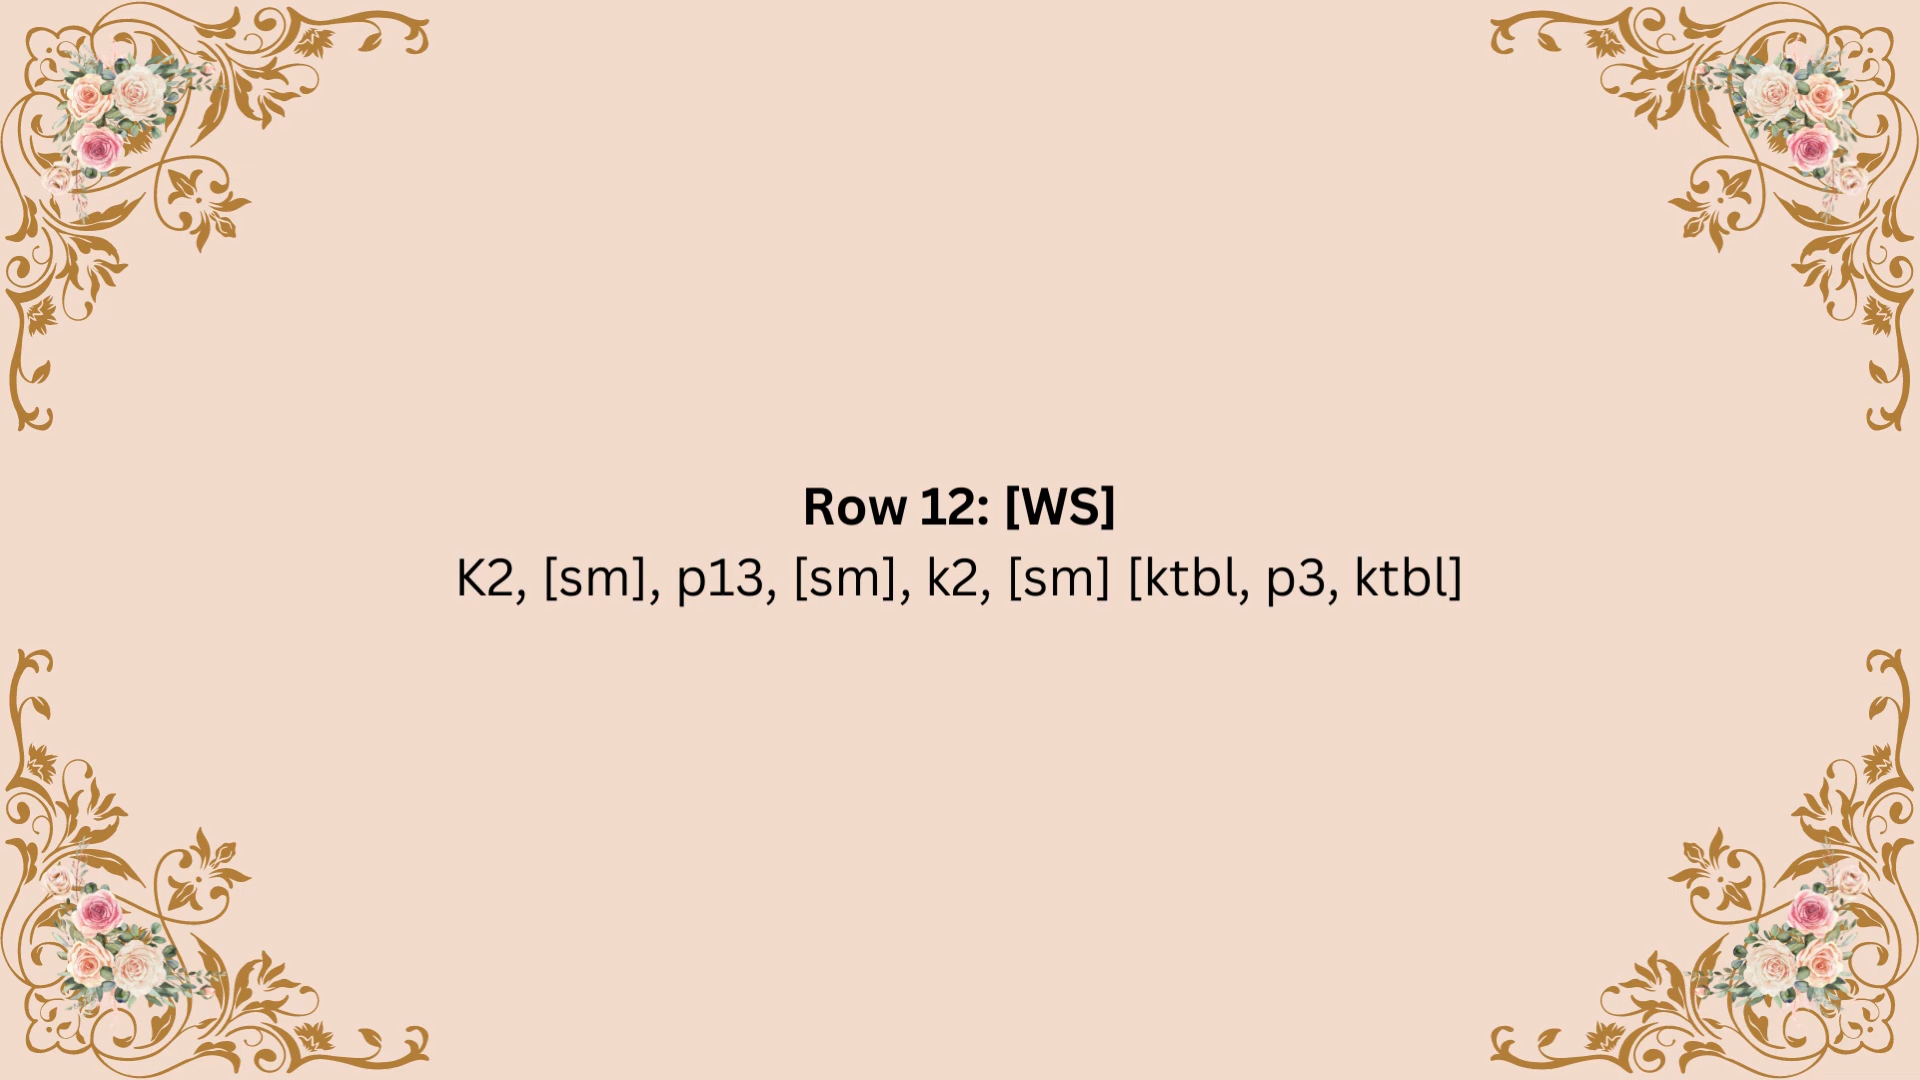 Row 12: [WS]
K2, [sm], p13, [sm], k2, [sm] [ktbl, p3, ktbl]